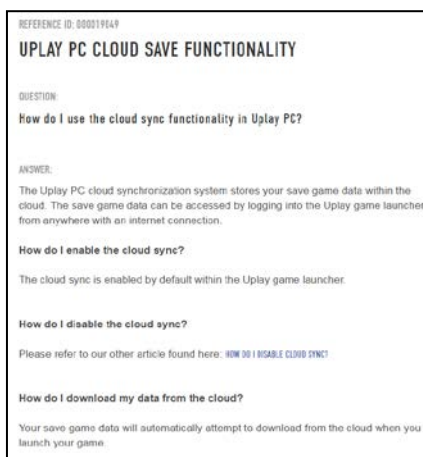 REFERENCE ID: 000019049
UPLAY PC CLOUD SAVE FUNCTIONALITY
QUESTION:
How do I use the cloud sync functionality in Uplay PC?
ANSWER:
The Uplay PC cloud synchronization system stores your save game data within the
cloud. The save game data can be accessed by logging into the Uplay game launcher
from anywhere with an internet connection.
How do I enable the cloud sync?
The cloud sync is enabled by default within the Uplay game launcher.
How do I disable the cloud sync?
Please refer to our other article found here: HOW DO I DISABLE CLOUD SYNC?
How do I download my data from the cloud?
Your save game data will automatically attempt to download from the cloud when you
launch your game.